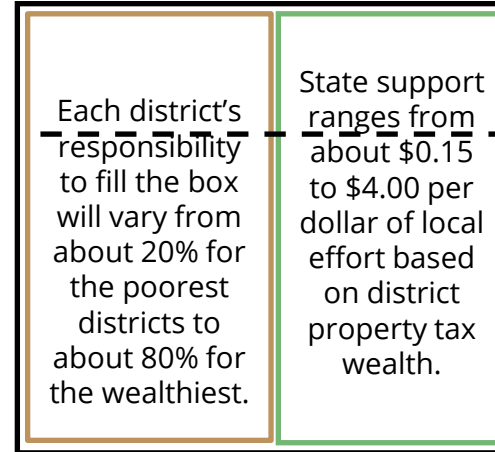 Each district's
responsibility
to fill the box
will vary from
about 20% for
the poorest
districts to
about 80% for
the wealthiest.
State support
ranges from
about $0.15
to $4.00 per
dollar of local
effort based
on district
property tax
wealth.